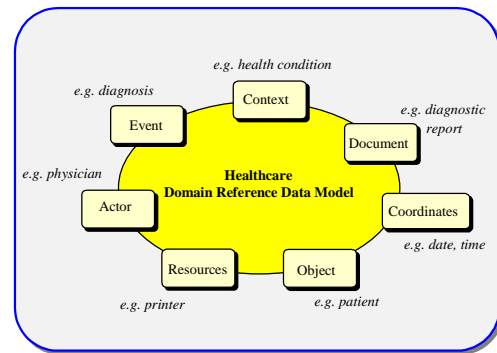 e.g. health condition
Context
e.g. diagnosis
Event
e.g. diagnostic
report
Document
Healthcare
Domain Reference Data Model
e.g. physician
Actor
Coordinates
e.g. date, time
Resources
Object
e.g. printer
e.g. patient